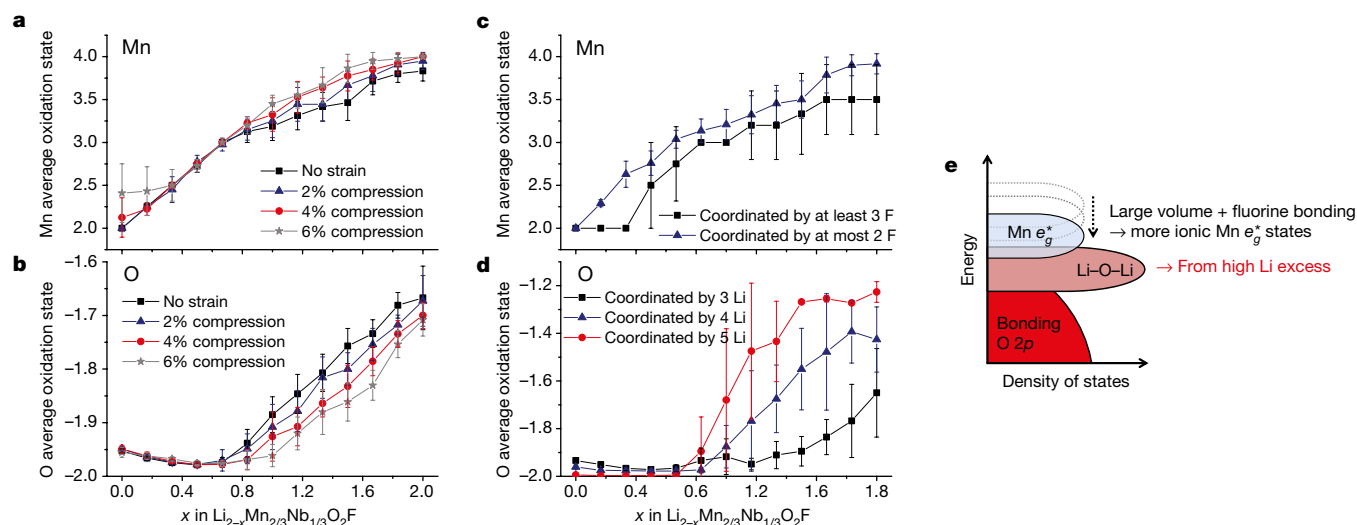 a
Mn
Mn average oxidation state
4.0
3.5
3.0
2.5
2.0
No strain
2% compression
4% compression
6% compression
b
O
O average oxidation state
−1.6
−1.7
−1.8
−1.9
−2.0
No strain
2% compression
4% compression
6% compression
0.0 0.4 0.8 1.2 1.6 2.0
x in Li2−xMn2/3Nb1/3O2F
c
Mn
Mn average oxidation state
4.0
3.5
3.0
2.5
2.0
Coordinated by at least 3 F
Coordinated by at most 2 F
d
O
O average oxidation state
−1.2
−1.4
−1.6
−1.8
−2.0
Coordinated by 3 Li
Coordinated by 4 Li
Coordinated by 5 Li
0.0 0.4 0.8 1.2 1.6 1.8
x in Li2−xMn2/3Nb1/3O2F
e
Energy
Mn eg*
Large volume + fluorine bonding
→ more ionic Mn eg* states
Li–O–Li
→ From high Li excess
Bonding
O 2p
Density of states